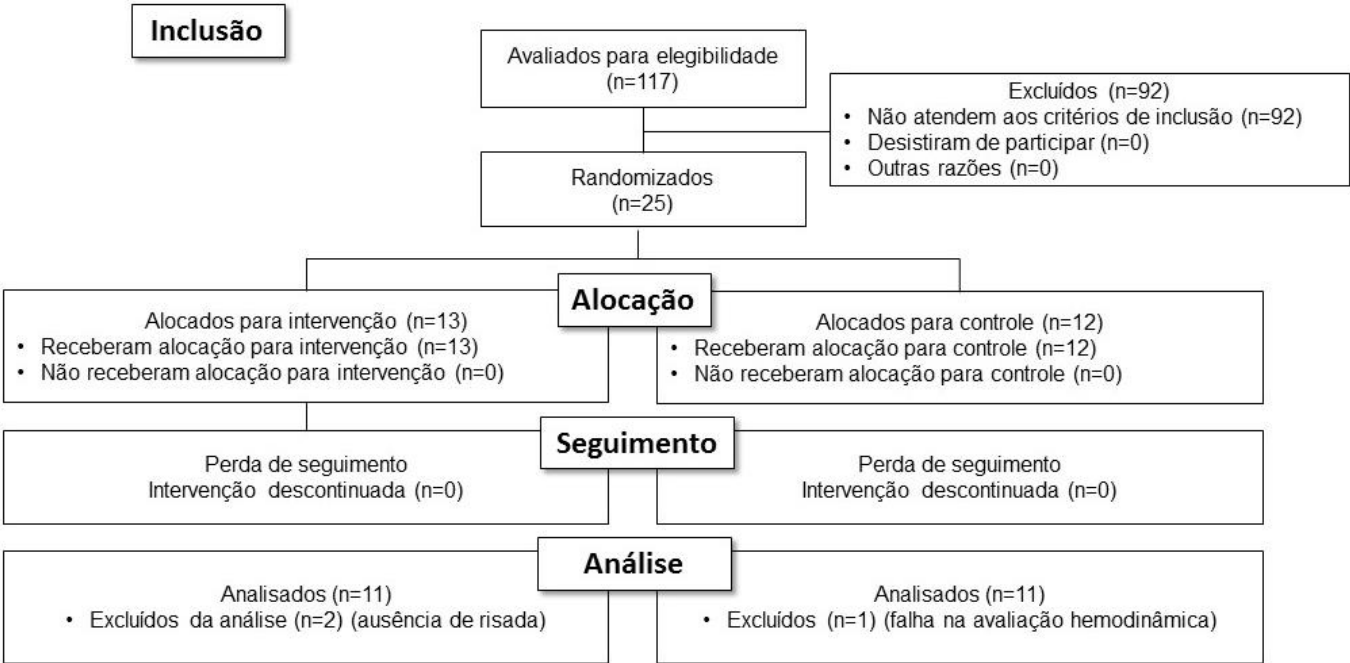 Inclusão
Avaliados para elegibilidade
(n=117)
Excluídos (n=92)
• Não atendem aos critérios de inclusão (n=92)
• Desistiram de participar (n=0)
• Outras razões (n=0)
Randomizados
(n=25)
Alocação
Alocados para intervenção (n=13)
• Receberam alocação para intervenção (n=13)
• Não receberam alocação para intervenção (n=0)
Alocados para controle (n=12)
• Receberam alocação para controle (n=12)
• Não receberam alocação para controle (n=0)
Seguimento
Perda de seguimento
Intervenção descontinuada (n=0)
Perda de seguimento
Intervenção descontinuada (n=0)
Análise
Analisados (n=11)
• Excluídos da análise (n=2) (ausência de risada)
Analisados (n=11)
• Excluídos (n=1) (falha na avaliação hemodinâmica)